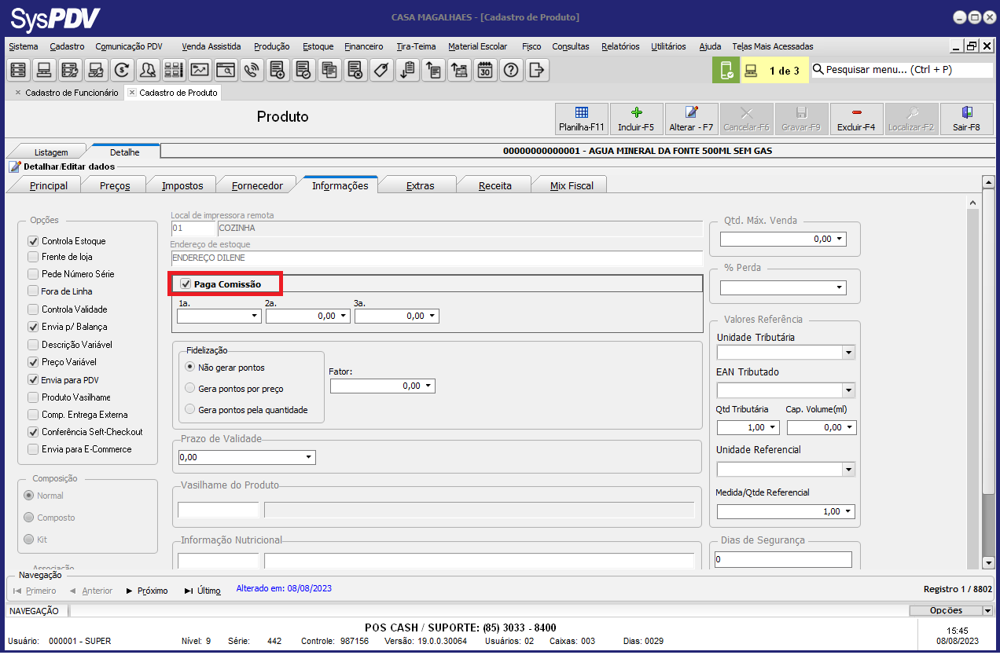 SysPDV
CASA MAGALHAES - [Cadastro de Produto]
Sistema Cadastro Comunicação PDV Venda Assistida Produção Estoque Financeiro Tira-Teima Material Escolar Fisco Consultas Relatórios Utilitários Ajuda Telas Mais Acessadas
30 ? 1 de 3 Pesquisar menu... (Ctrl + P)
Cadastro de Funcionário Cadastro de Produto
Produto
Planilha-F11 Incluir-F5 Alterar - F7 Cancelar-F6 Gravar-F9 Excluir-F4 Localizar-F2 Sair-F8
Listagem Detalhe 00000000000001 - AGUA MINERAL DA FONTE 500ML SEM GAS
Detalhar/Editar dados
Principal Preços Impostos Fornecedor Informações Extras Receita Mix Fiscal
Opções
Controla Estoque
Frente de loja
Pede Número Série
Fora de Linha
Controla Validade
Envia p/ Balança
Descrição Variável
Preço Variável
Envia para PDV
Produto Vasilhame
Comp. Entrega Externa
Conferência Seft-Checkout
Envia para E-Commerce
Composição
Normal
Composto
Kit
Associação
Local de impressora remota
01 COZINHA
Endereço de estoque
ENDEREÇO DILENE
Paga Comissão
1a. 2a. 3a.
0,00 0,00
Fidelização
Não gerar pontos
Gera pontos por preço
Gera pontos pela quantidade
Fator:
0,00
Prazo de Validade
0,00
Vasilhame do Produto
Informação Nutricional
Qtd. Máx. Venda
0,00
% Perda
Valores Referência
Unidade Tributária
EAN Tributado
Qtd Tributária Cap. Volume(ml)
1,00 0,00
Unidade Referencial
Medida/Qtde Referencial
1,00
Dias de Segurança
0
Navegação
Primeiro Anterior Próximo Último Alterado em: 08/08/2023 Registro 1 / 8802
NAVEGAÇÃO Opções
POS CASH / SUPORTE: (85) 3033 - 8400
Usuário: 000001 - SUPER Nível: 9 Série: 442 Controle: 987156 Versão: 19.0.0.30064 Usuários: 02 Caixas: 003 Dias: 0029
15:45
08/08/2023